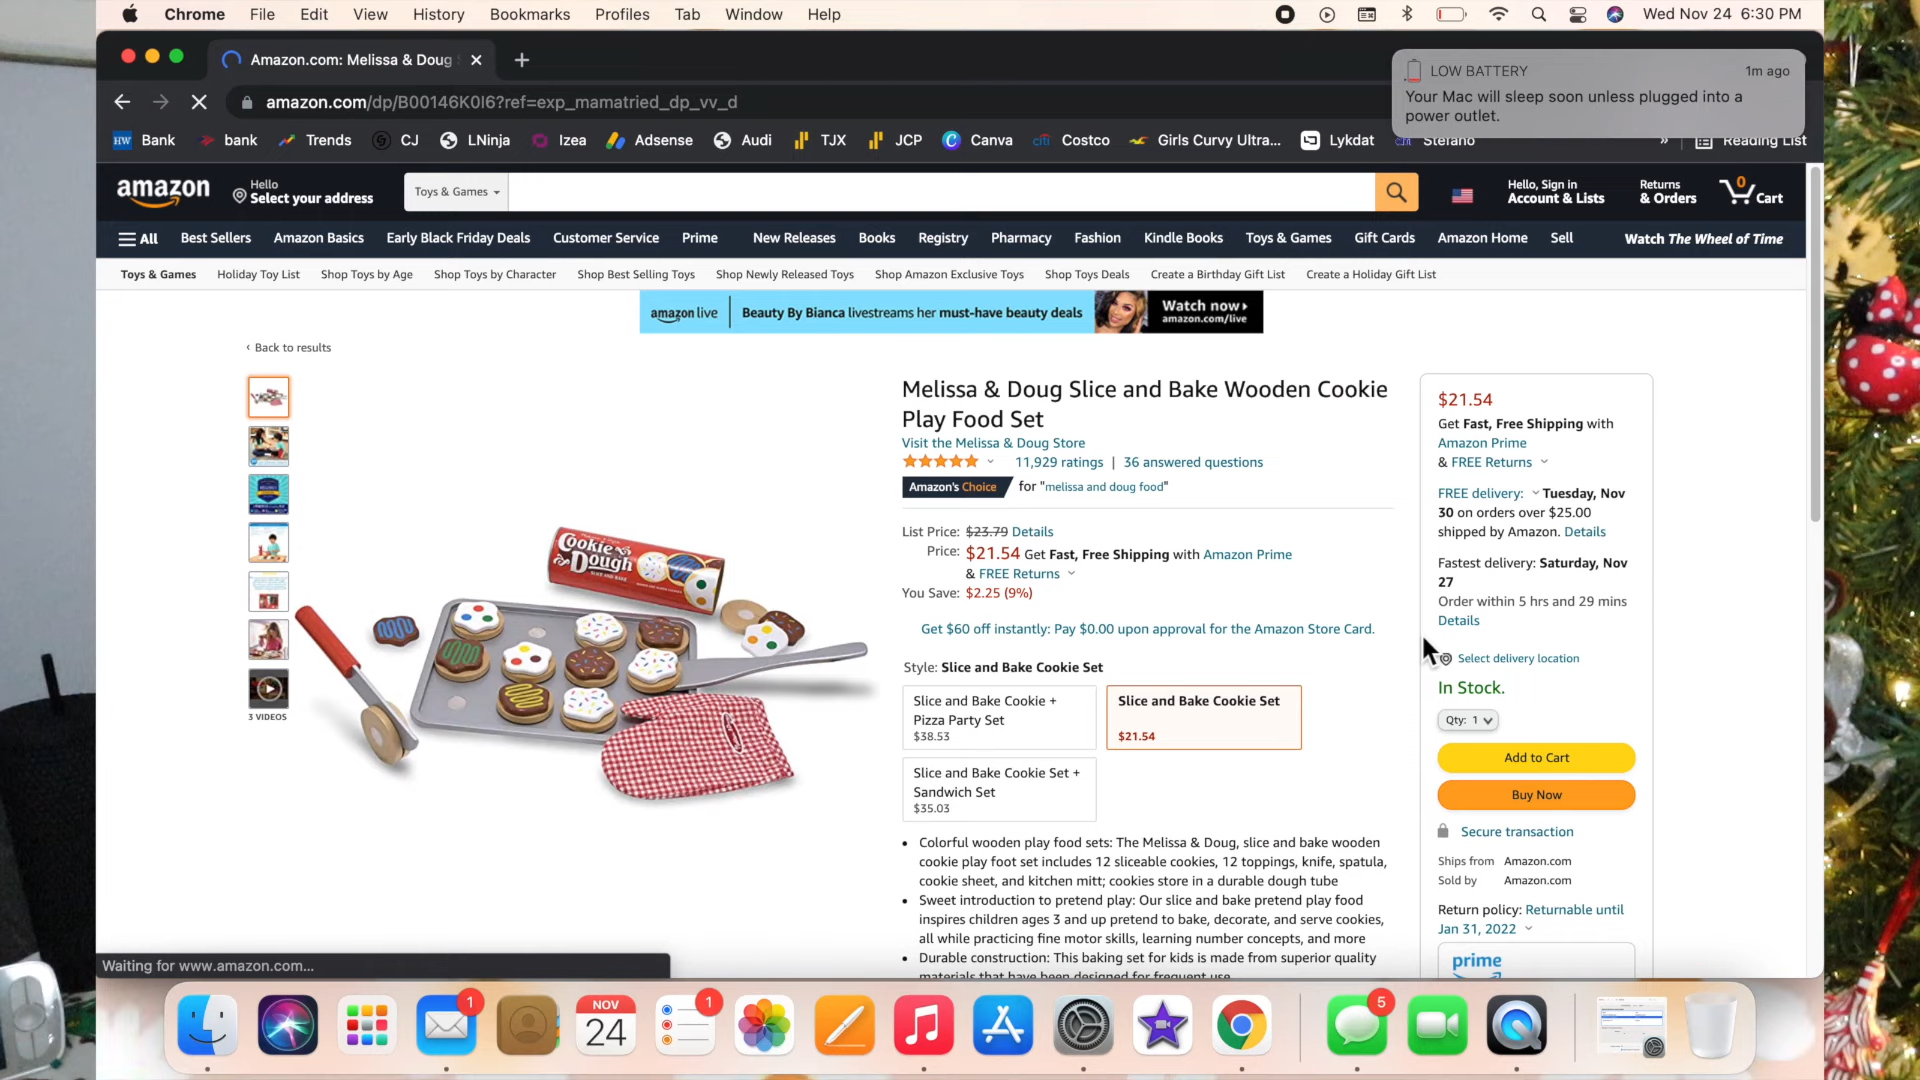 Chrome File Edit View History Bookmarks Profiles Tab Window Help Wed Nov 24 6:30 PM
Amazon.com: Melissa & Doug
LOW BATTERY 1m ago
Your Mac will sleep soon unless plugged into a
power outlet.
amazon.com/dp/B00146K0I6?ref=exp_mamatried_dp_vv_d
HW Bank bank Trends CJ LNinja Izea Adsense Audi TJX JCP Canva citi Costco Girls Curvy Ultra... Lykdat Stefano » Reading List
amazon
Hello
Select your address
Toys & Games
Hello, Sign in
Account & Lists
Returns
& Orders
0
Cart
All Best Sellers Amazon Basics Early Black Friday Deals Customer Service Prime New Releases Books Registry Pharmacy Fashion Kindle Books Toys & Games Gift Cards Amazon Home Sell Watch The Wheel of Time
Toys & Games Holiday Toy List Shop Toys by Age Shop Toys by Character Shop Best Selling Toys Shop Newly Released Toys Shop Amazon Exclusive Toys Shop Toys Deals Create a Birthday Gift List Create a Holiday Gift List
amazon live Beauty By Bianca livestreams her must-have beauty deals
Watch now
amazon.com/live
‹ Back to results
3 VIDEOS
Cookie
Dough
SLICE AND BAKE
Melissa & Doug Slice and Bake Wooden Cookie
Play Food Set
Visit the Melissa & Doug Store
11,929 ratings | 36 answered questions
Amazon's Choice for "melissa and doug food"
List Price: $23.79 Details
Price: $21.54 Get Fast, Free Shipping with Amazon Prime
& FREE Returns
You Save: $2.25 (9%)
Get $60 off instantly: Pay $0.00 upon approval for the Amazon Store Card.
Style: Slice and Bake Cookie Set
Slice and Bake Cookie +
Pizza Party Set
$38.53
Slice and Bake Cookie Set
$21.54
Slice and Bake Cookie Set +
Sandwich Set
$35.03
• Colorful wooden play food sets: The Melissa & Doug, slice and bake wooden
cookie play foot set includes 12 sliceable cookies, 12 toppings, knife, spatula,
cookie sheet, and kitchen mitt; cookies store in a durable dough tube
• Sweet introduction to pretend play: Our slice and bake pretend play food
inspires children ages 3 and up pretend to bake, decorate, and serve cookies,
all while practicing fine motor skills, learning number concepts, and more
• Durable construction: This baking set for kids is made from superior quality
materials that have been designed for frequent use
$21.54
Get Fast, Free Shipping with
Amazon Prime
& FREE Returns
FREE delivery: Tuesday, Nov
30 on orders over $25.00
shipped by Amazon. Details
Fastest delivery: Saturday, Nov
27
Order within 5 hrs and 29 mins
Details
Select delivery location
In Stock.
Qty: 1
Add to Cart
Buy Now
Secure transaction
Ships from Amazon.com
Sold by Amazon.com
Return policy: Returnable until
Jan 31, 2022
prime
Waiting for www.amazon.com...
1
NOV
24
1
5